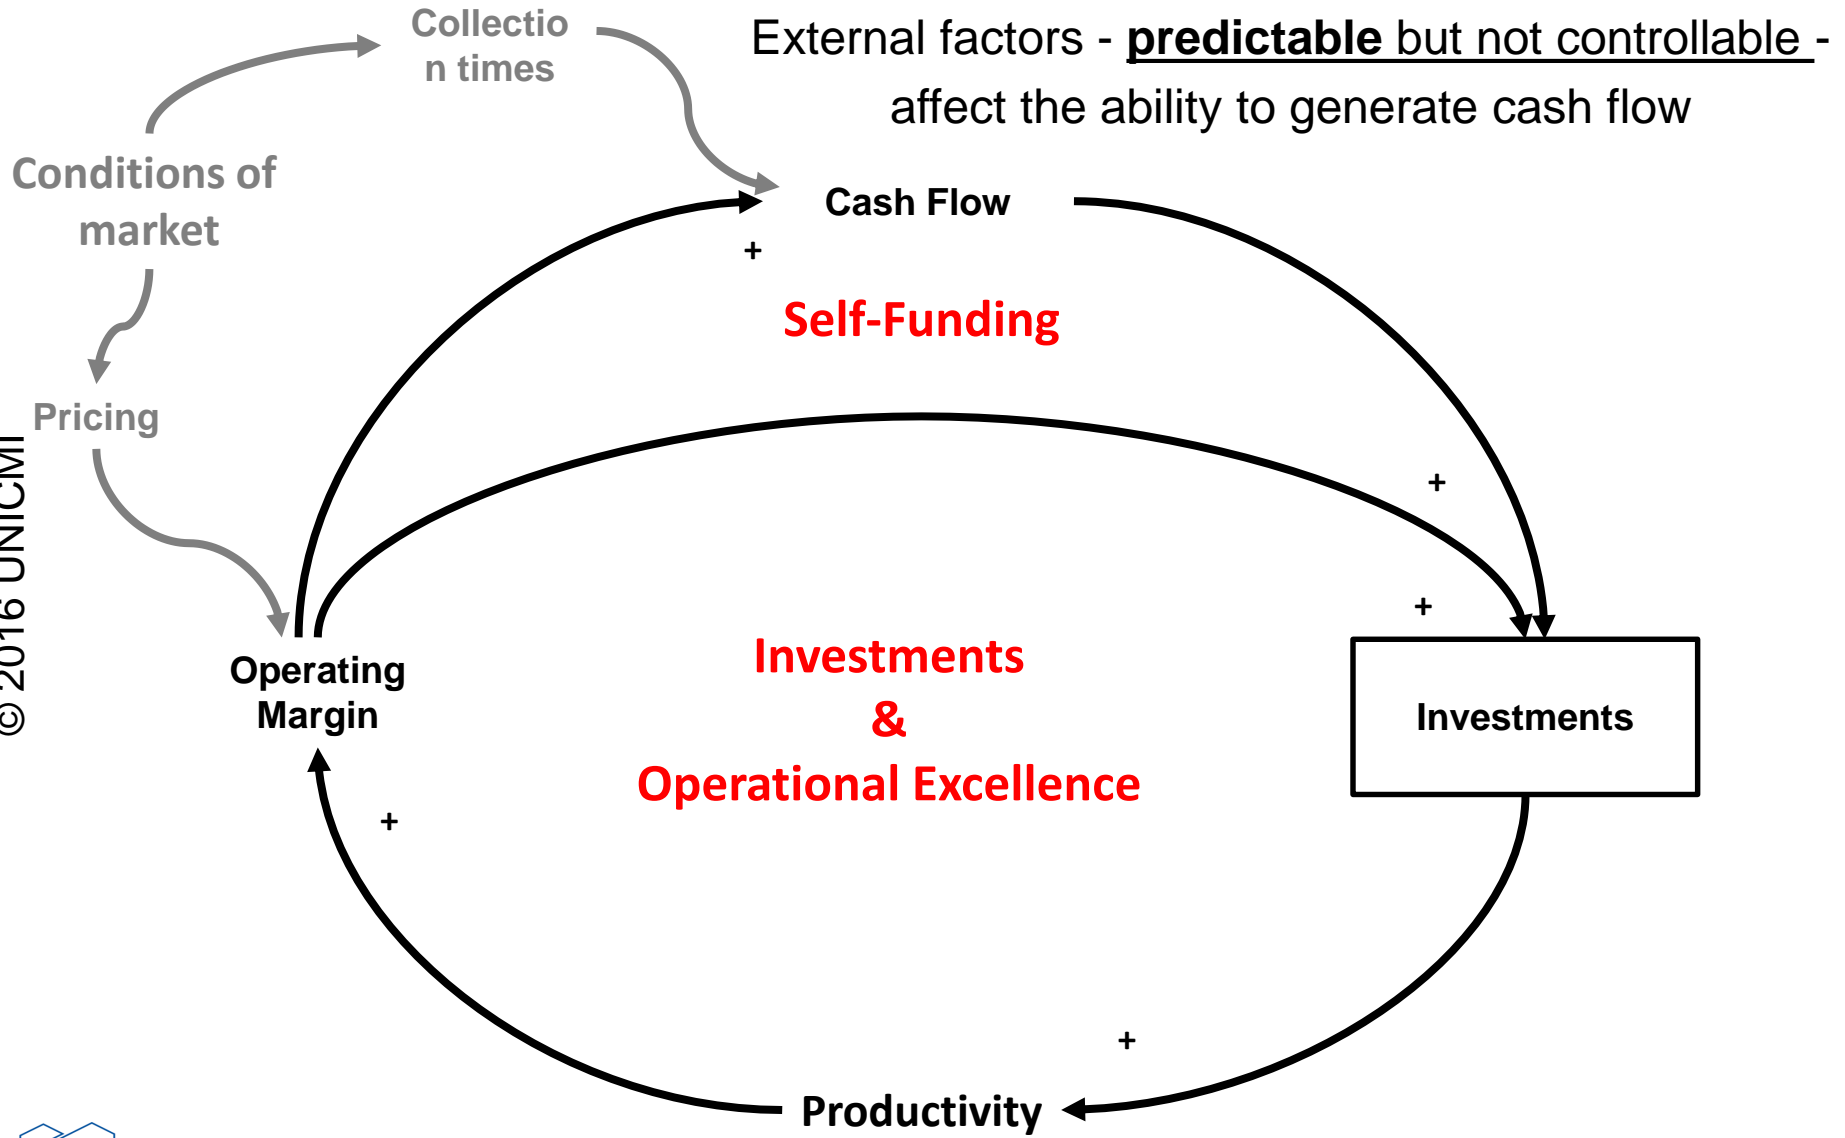 Collectio
n times
External factors - predictable but not controllable -
affect the ability to generate cash flow
Conditions of
market
Cash Flow
+
Self-Funding
Pricing
+
+
© 2016 UNICMI
Operating
Margin
Investments
&
Operational Excellence
Investments
+
+
Productivity